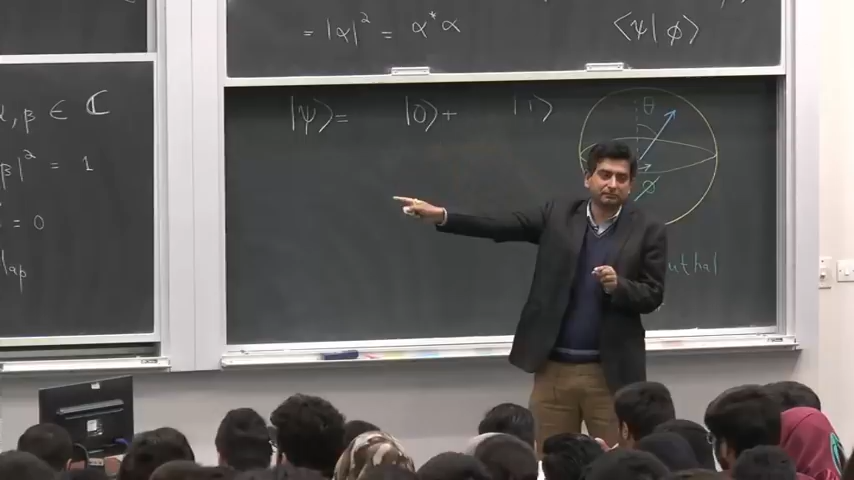 , β ∈ ℂ
β|² = 1
= 0
lap
= |α|² = α*α
⟨ψ|ϕ⟩
|ψ⟩ = |0⟩ + |1⟩
θ
ϕ
uthal